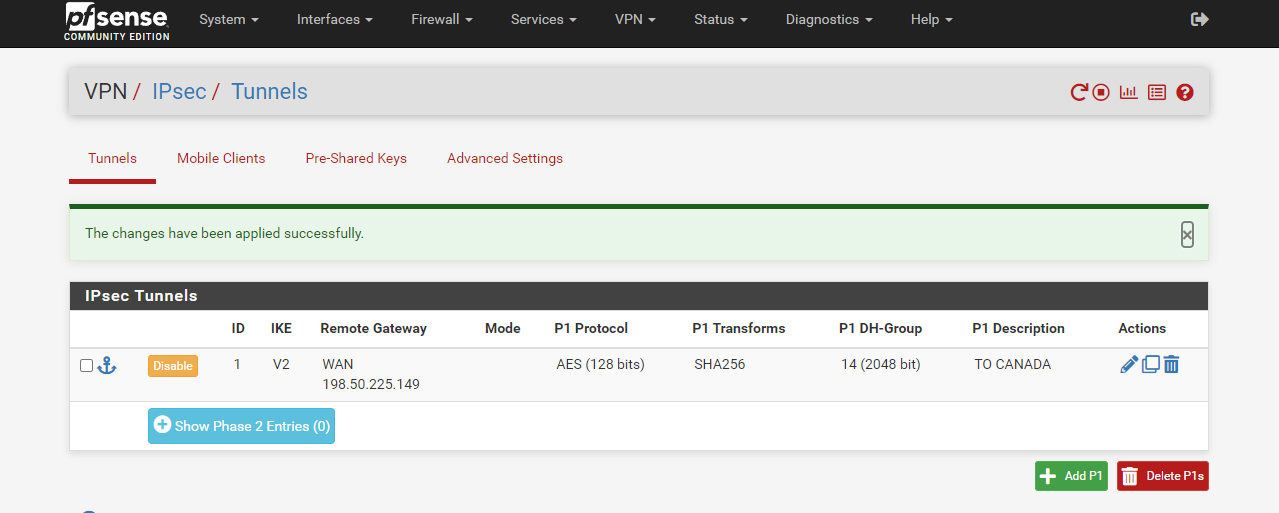 pfsense
COMMUNITY EDITION
System Interfaces Firewall Services VPN Status Diagnostics Help
VPN / IPsec / Tunnels
Tunnels Mobile Clients Pre-Shared Keys Advanced Settings
The changes have been applied successfully.
IPsec Tunnels
ID IKE Remote Gateway Mode P1 Protocol P1 Transforms P1 DH-Group P1 Description Actions
Disable 1 V2 WAN AES (128 bits) SHA256 14 (2048 bit) TO CANADA
198.50.225.149
Show Phase 2 Entries (0)
Add P1 Delete P1s